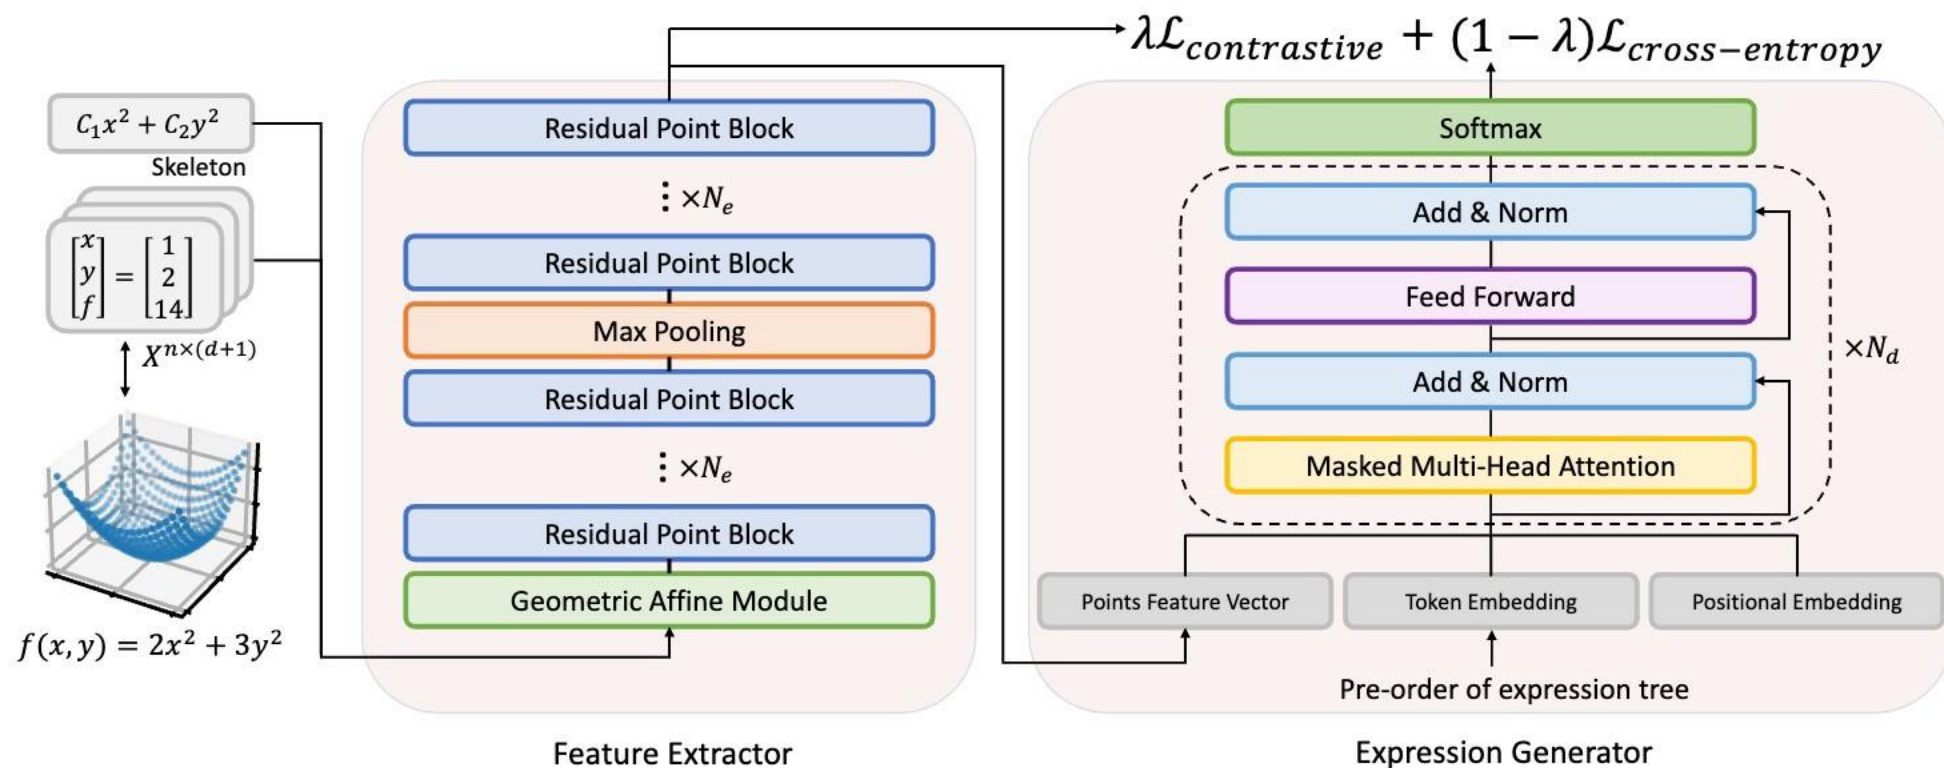 λℒ_contrastive + (1 − λ)ℒ_cross−entropy
C₁x² + C₂y²
Skeleton
[x y f] = [1 2 14]
X^{n×(d+1)}
f(x, y) = 2x² + 3y²
Residual Point Block
⋮ ×N_e
Residual Point Block
Max Pooling
Residual Point Block
⋮ ×N_e
Residual Point Block
Geometric Affine Module
Feature Extractor
Softmax
Add & Norm
Feed Forward
Add & Norm
Masked Multi-Head Attention
×N_d
Points Feature Vector
Token Embedding
Positional Embedding
Pre-order of expression tree
Expression Generator